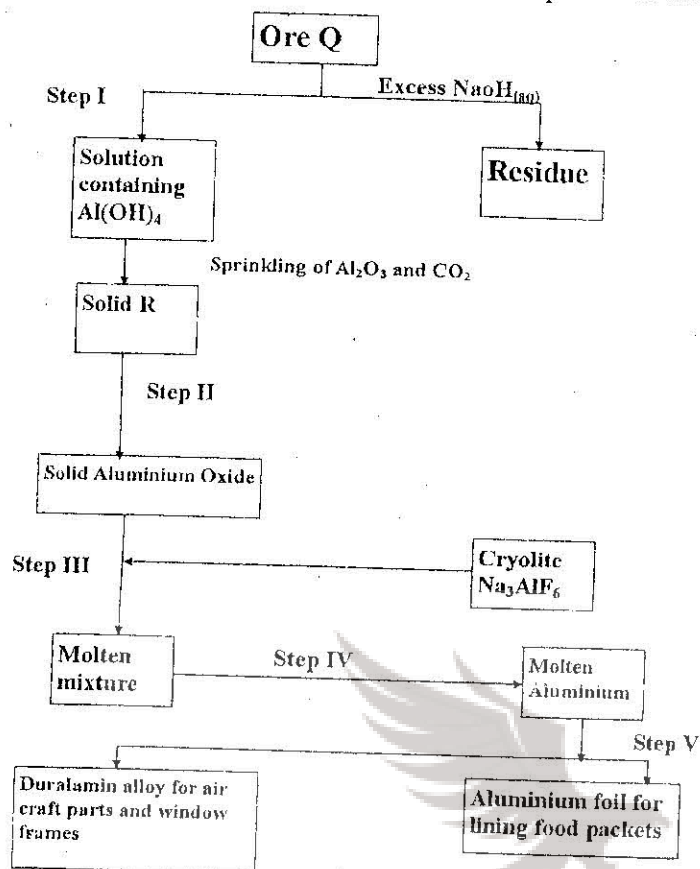 Ore Q
Step I
Excess NaoH(aq)
Solution
containing
Al(OH)₄
Residue
Sprinkling of Al₂O₃ and CO₂
Solid R
Step II
Solid Aluminium Oxide
Step III
Cryolite
Na₃AlF₆
Molten
mixture
Step IV
Molten
Aluminium
Step V
Duralamin alloy for air
craft parts and window
frames
Aluminium foil for
lining food packets